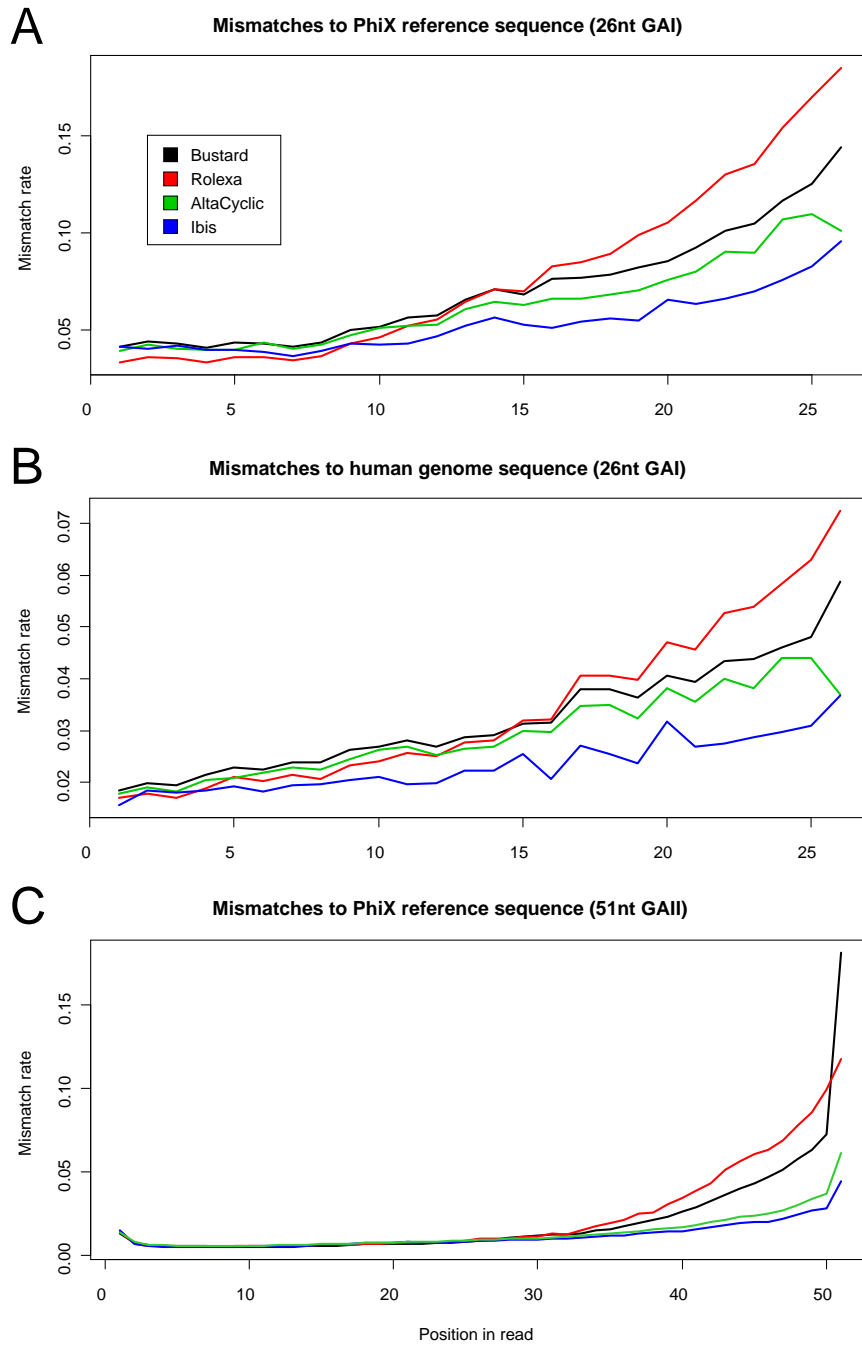 A
Mismatches to PhiX reference sequence (26nt GAI)
Mismatch rate
0.15
0.10
0.05
Bustard
Rolexa
AltaCyclic
Ibis
0 5 10 15 20 25
B
Mismatches to human genome sequence (26nt GAI)
Mismatch rate
0.07
0.06
0.05
0.04
0.03
0.02
0 5 10 15 20 25
C
Mismatches to PhiX reference sequence (51nt GAII)
Mismatch rate
0.15
0.10
0.05
0.00
0 10 20 30 40 50
Position in read